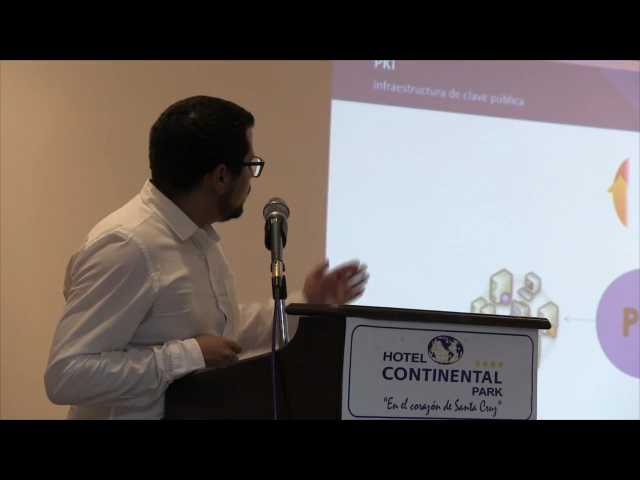 PKI
Infraestructura de clave pública
P
HOTEL
CONTINENTAL
PARK
"En el corazón de Santa Cruz"